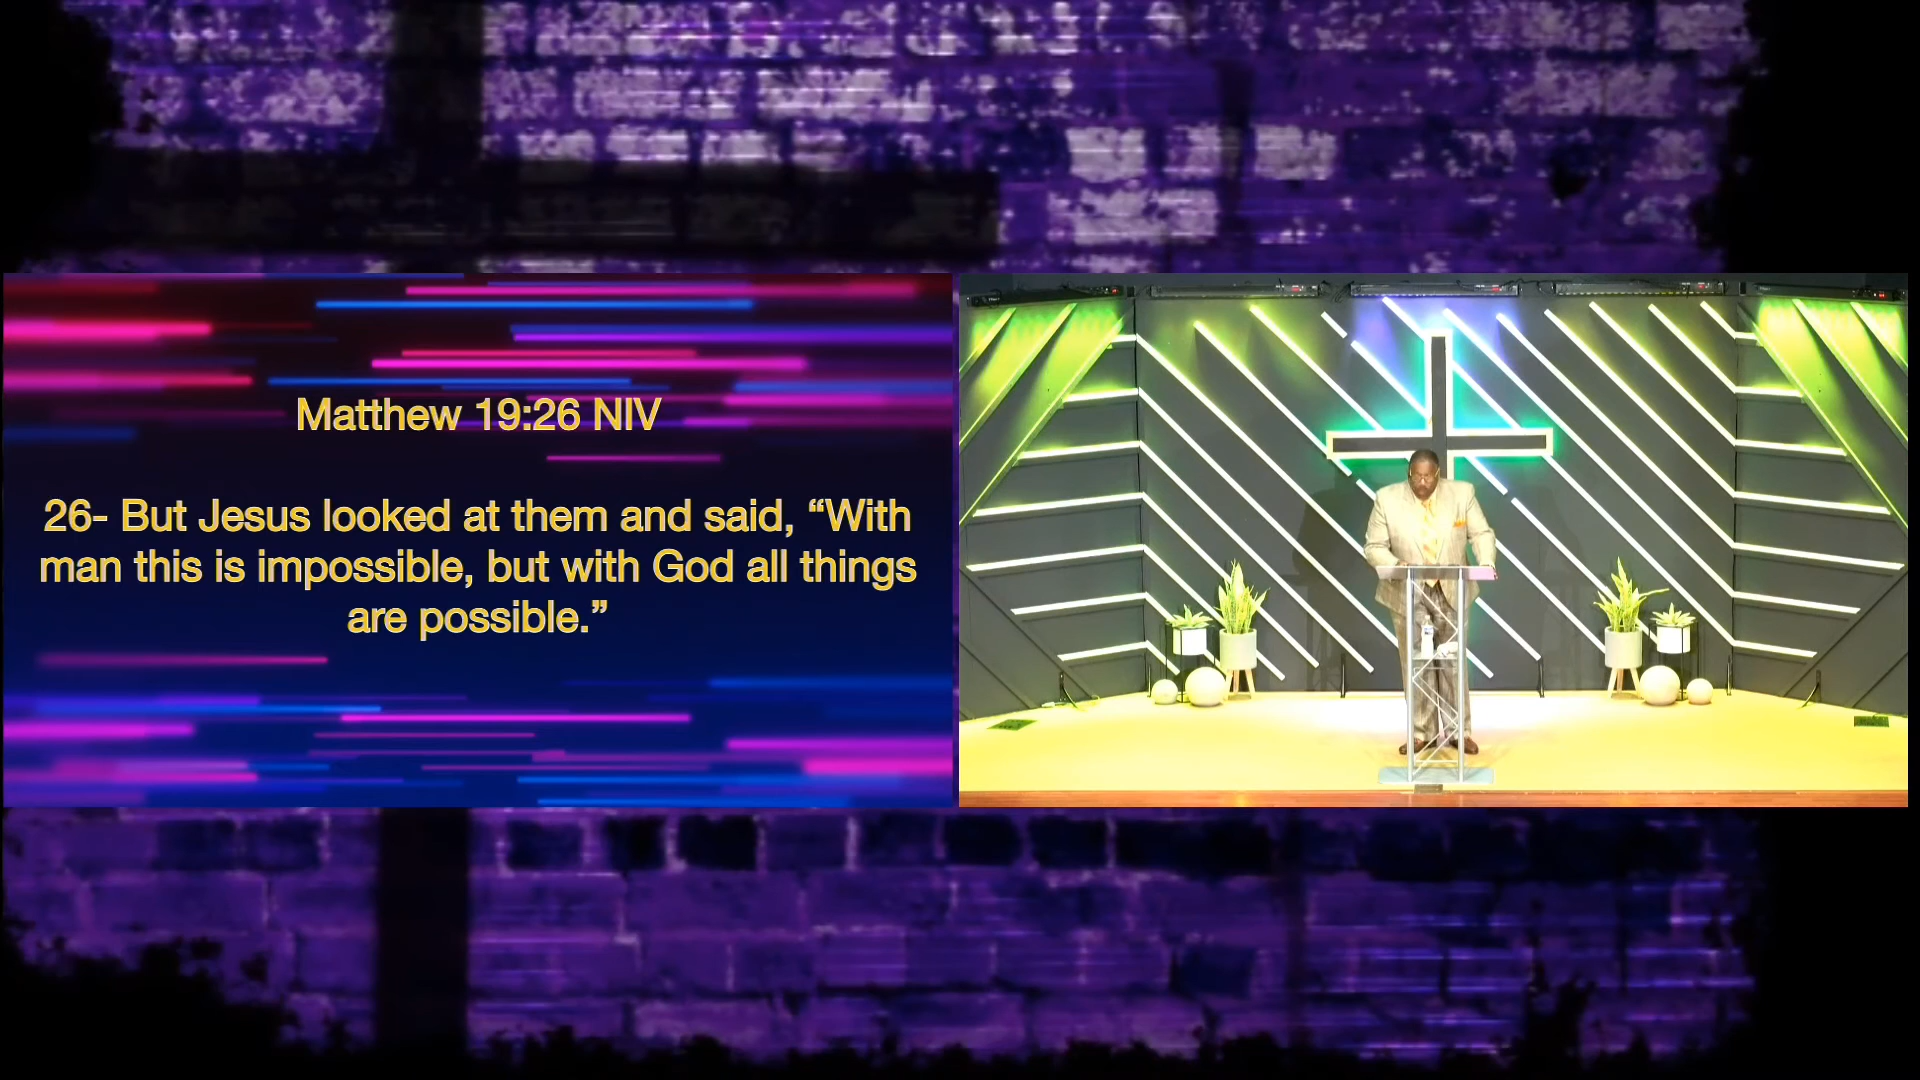 Matthew 19:26 NIV
26- But Jesus looked at them and said, “With
man this is impossible, but with God all things
are possible.”